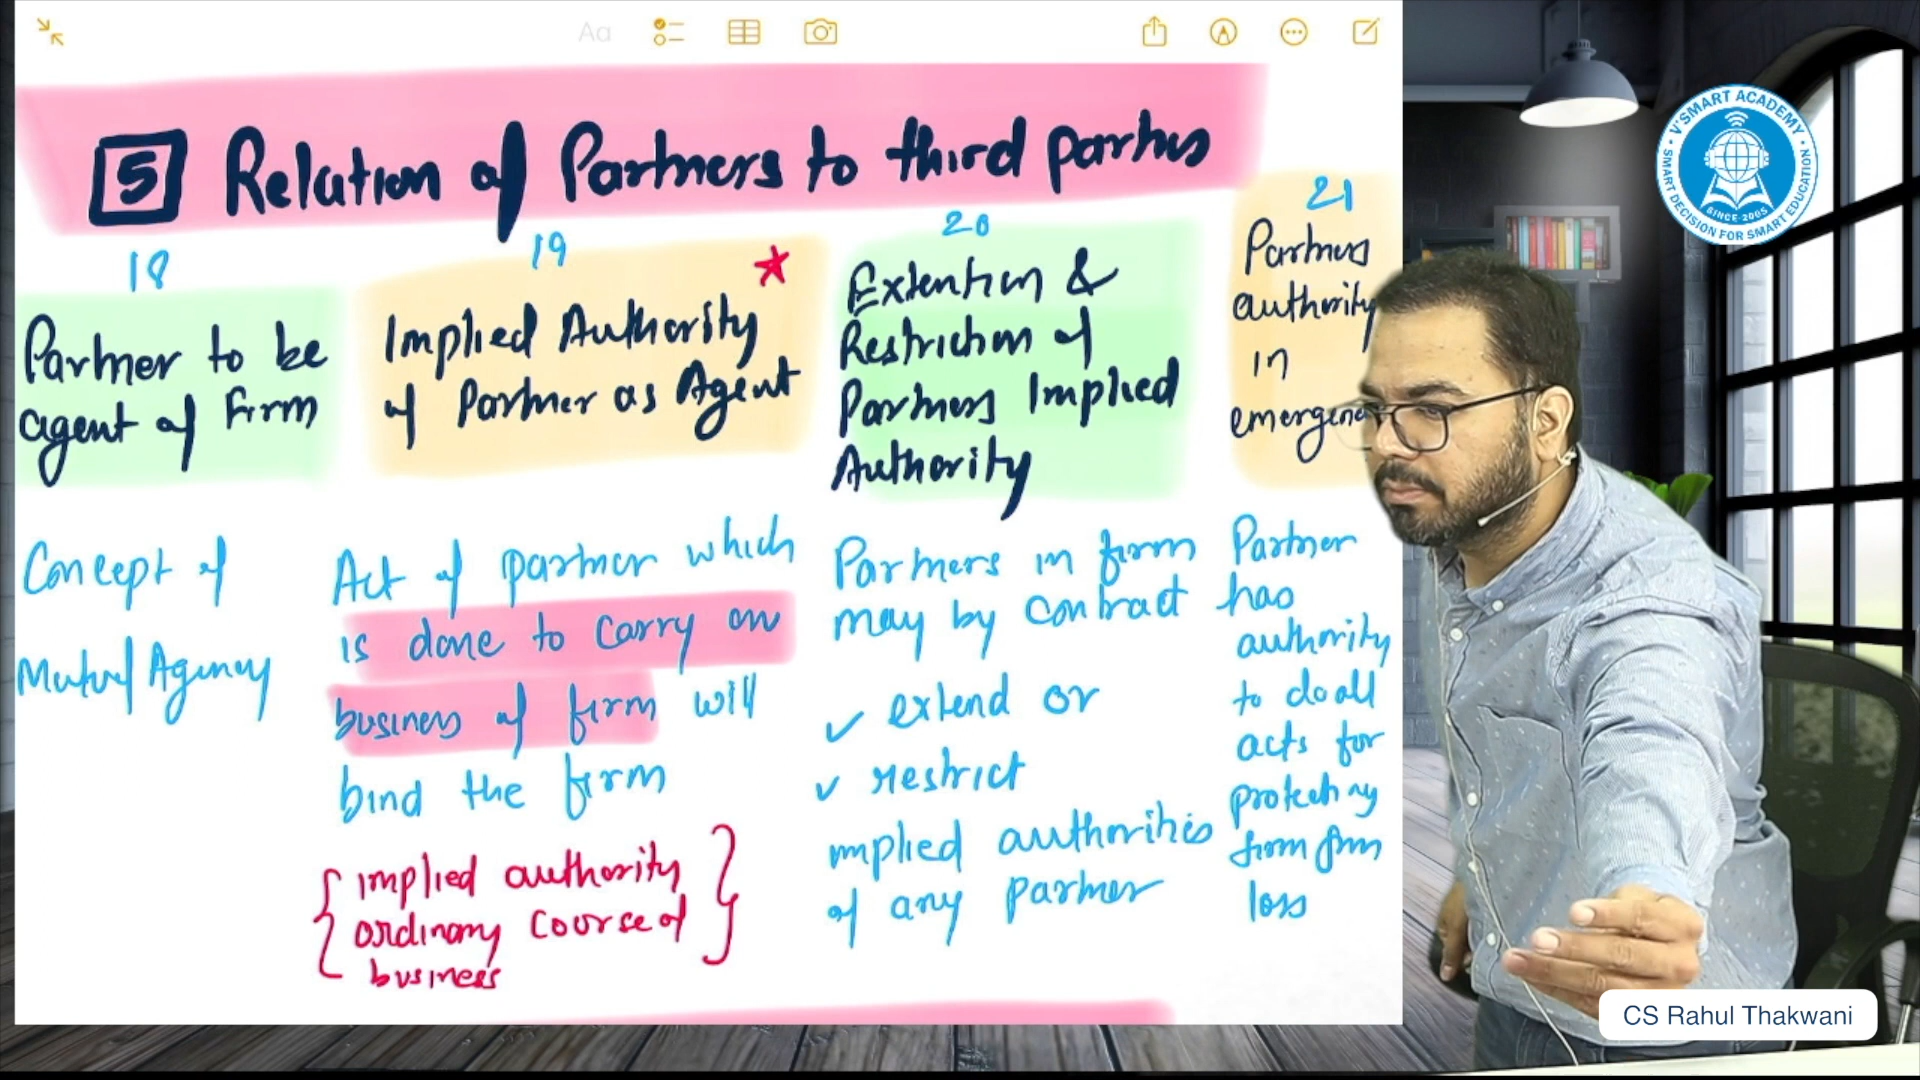 Aa
5 Relation of Partners to third parties
18
Partner to be
agent of Firm
Concept of
Mutual Agency
19
Implied Authority
of Partner as Agent
Act of partner which
is done to carry on
business of firm will
bind the firm
implied authority
ordinary course of
business
20
Extention &
Restriction of
Partners Implied
Authority
Partners in firm
may by contract
extend or
restrict
implied authorities
of any partner
21
Partners
authority
in
Partner
has
authority
to do all
acts for
protecting
from firm
loss
V'SMART ACADEMY
SMART DECISION FOR SMART EDUCATION
SINCE-2005
CS Rahul Thakwani